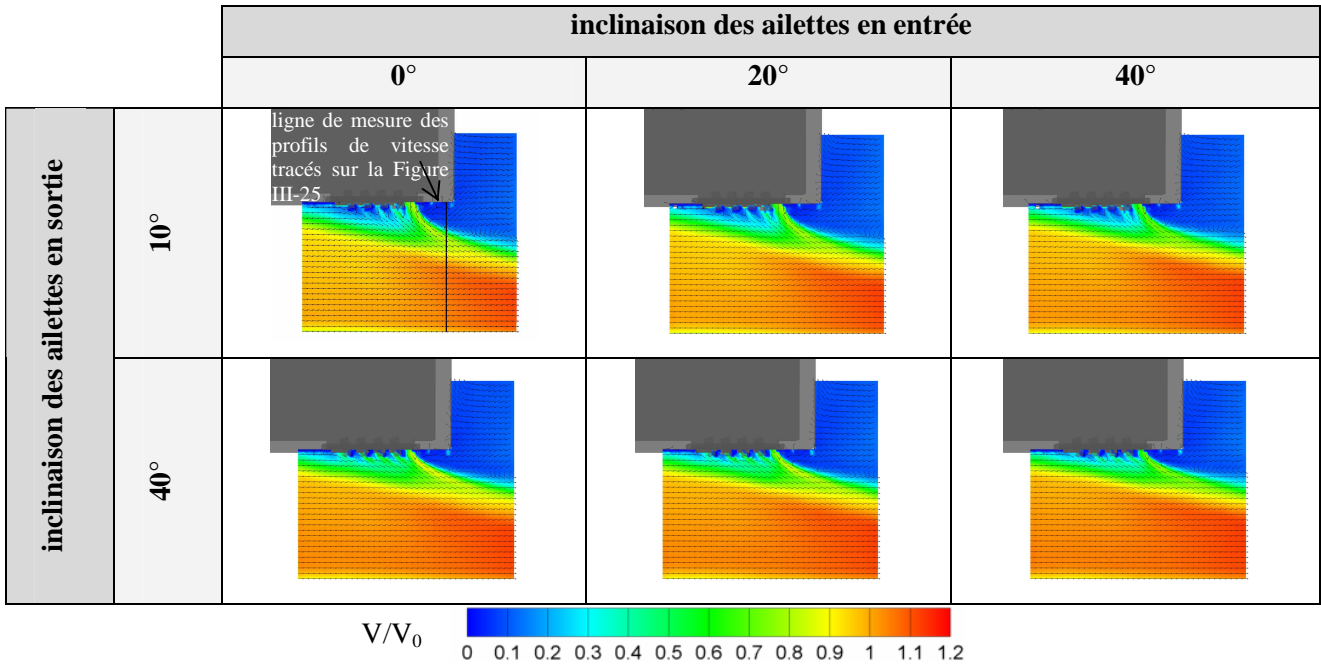 inclinaison des ailettes en entrée
0°
20°
40°
inclinaison des ailettes en sortie
10°
ligne de mesure des
profils de vitesse
tracés sur la Figure
III-25
40°
V/V₀
0 0.1 0.2 0.3 0.4 0.5 0.6 0.7 0.8 0.9 1 1.1 1.2